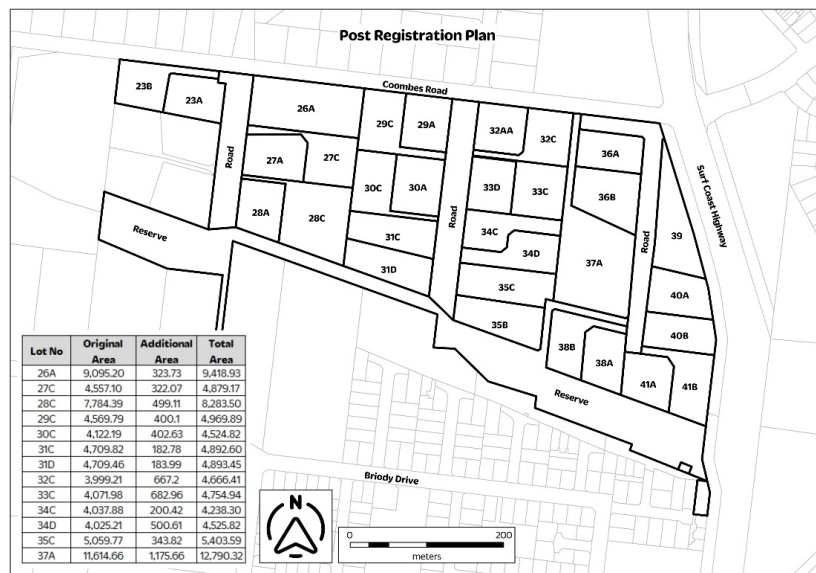 Post Registration Plan
Coombes Road
23B
23A
26A
29C
29A
32AA
32C
36A
Road
27A
27C
30C
30A
33D
33C
36B
Surf Coast Highway
28A
28C
Road
34C
34D
37A
Road
39
Reserve
31C
31D
35C
35B
40A
40B
38B
38A
41A
41B
Reserve
Briody Drive
Lot No Original Area Additional Area Total Area
26A 9,095.20 323.73 9,418.93
27C 4,557.10 322.07 4,879.17
28C 7,784.39 499.11 8,283.50
29C 4,569.79 400.1 4,969.89
30C 4,122.19 402.63 4,524.82
31C 4,709.82 182.78 4,892.60
31D 4,709.46 183.99 4,893.45
32C 3,999.21 667.2 4,666.41
33C 4,071.98 682.96 4,754.94
34C 4,037.88 200.42 4,238.30
34D 4,025.21 500.61 4,525.82
35C 5,059.77 343.82 5,403.59
37A 11,614.66 1,175.66 12,790.32
N
0 200
meters